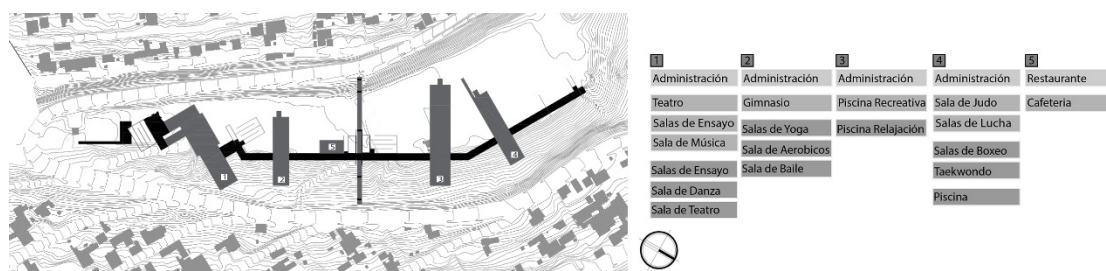 1
2
5
3
4
1
Administración
Teatro
Salas de Ensayo
Sala de Música
Salas de Ensayo
Sala de Danza
Sala de Teatro
2
Administración
Gimnasio
Salas de Yoga
Sala de Aerobicos
Sala de Baile
3
Administración
Piscina Recreativa
Piscina Relajación
4
Administración
Sala de Judo
Salas de Lucha
Salas de Boxeo
Taekwondo
Piscina
5
Restaurante
Cafeteria